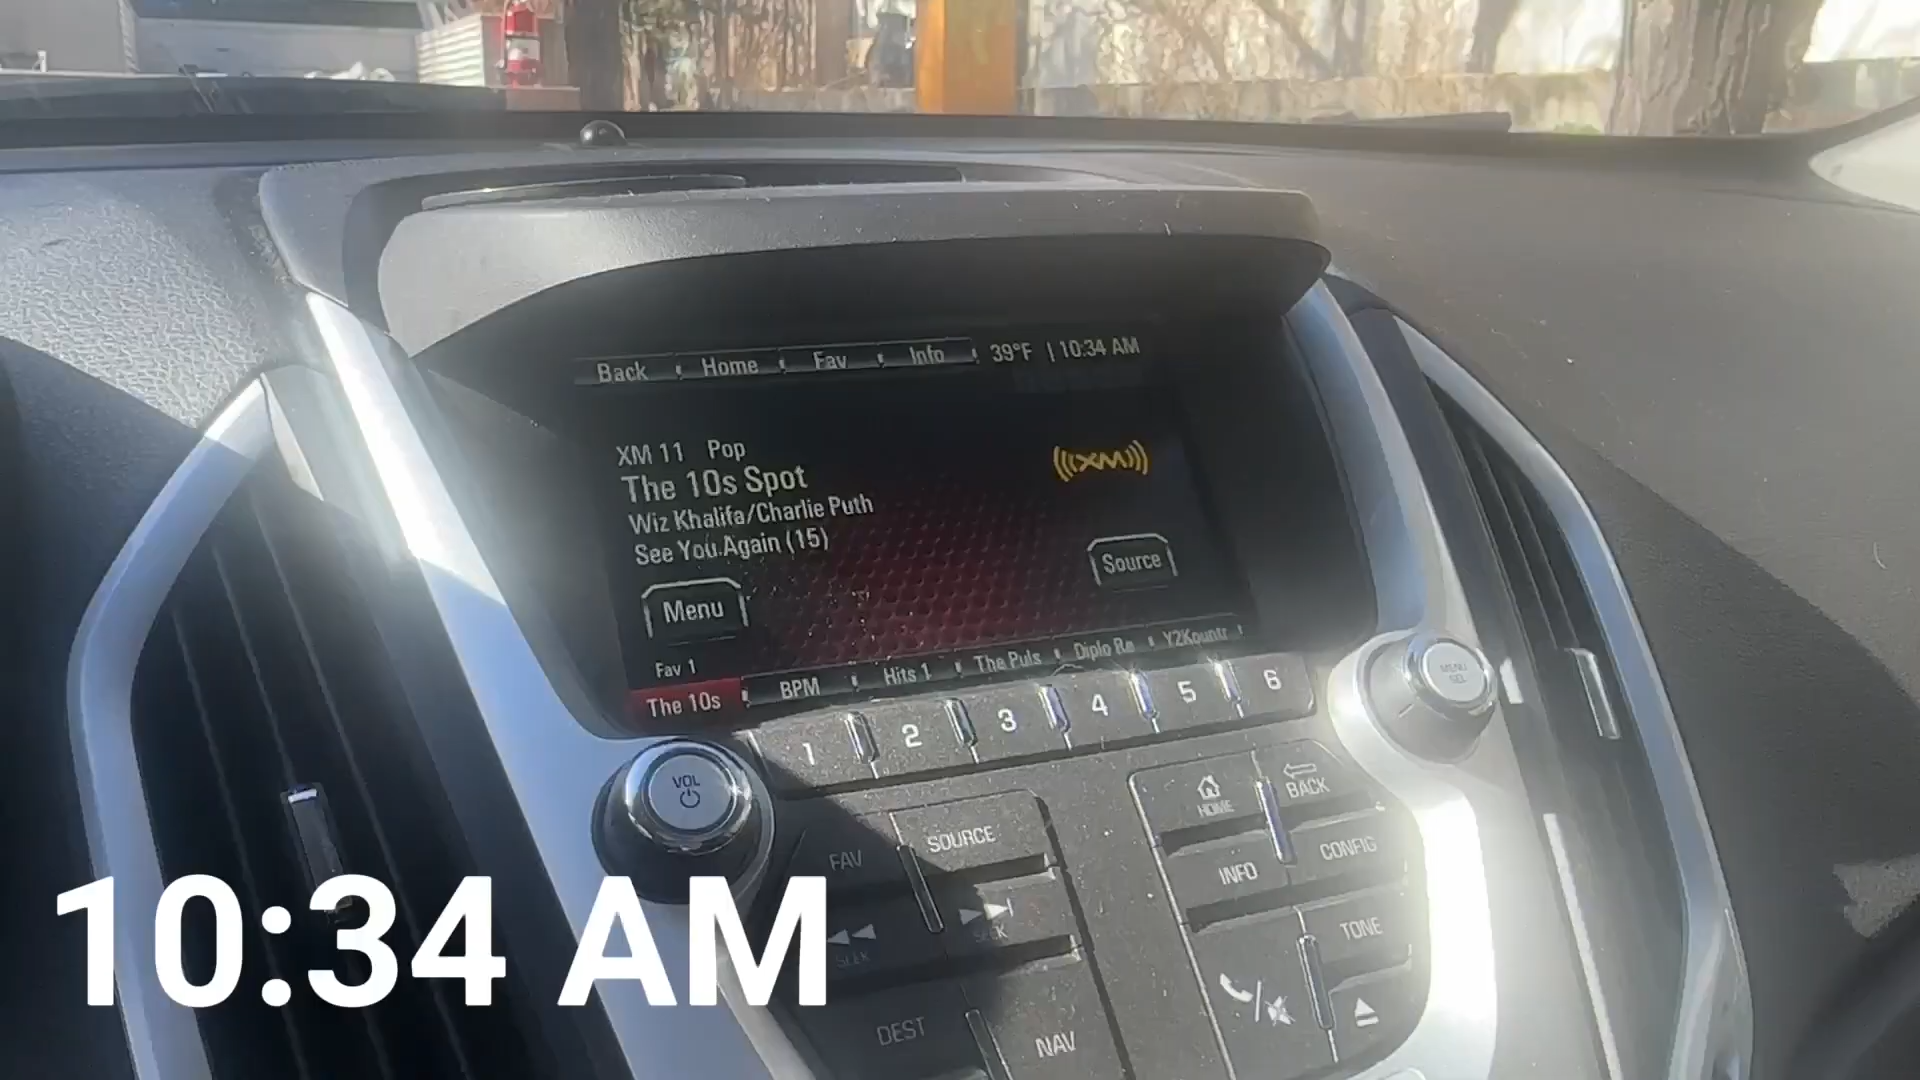 Back Home Fav Info 39°F | 10:34 AM
XM 11 Pop
The 10s Spot
((XM))
Wiz Khalifa/Charlie Puth
See You Again (15)
Menu
Source
Fav 1
The 10s BPM Hits 1 The Puls Diplo Re Y2Kountr
1 2 3 4 5 6
VOL
MENU
SEL
HOME
BACK
FAV
SOURCE
INFO
CONFIG
SEEK
SEEK
TONE
DEST
NAV
10:34 AM